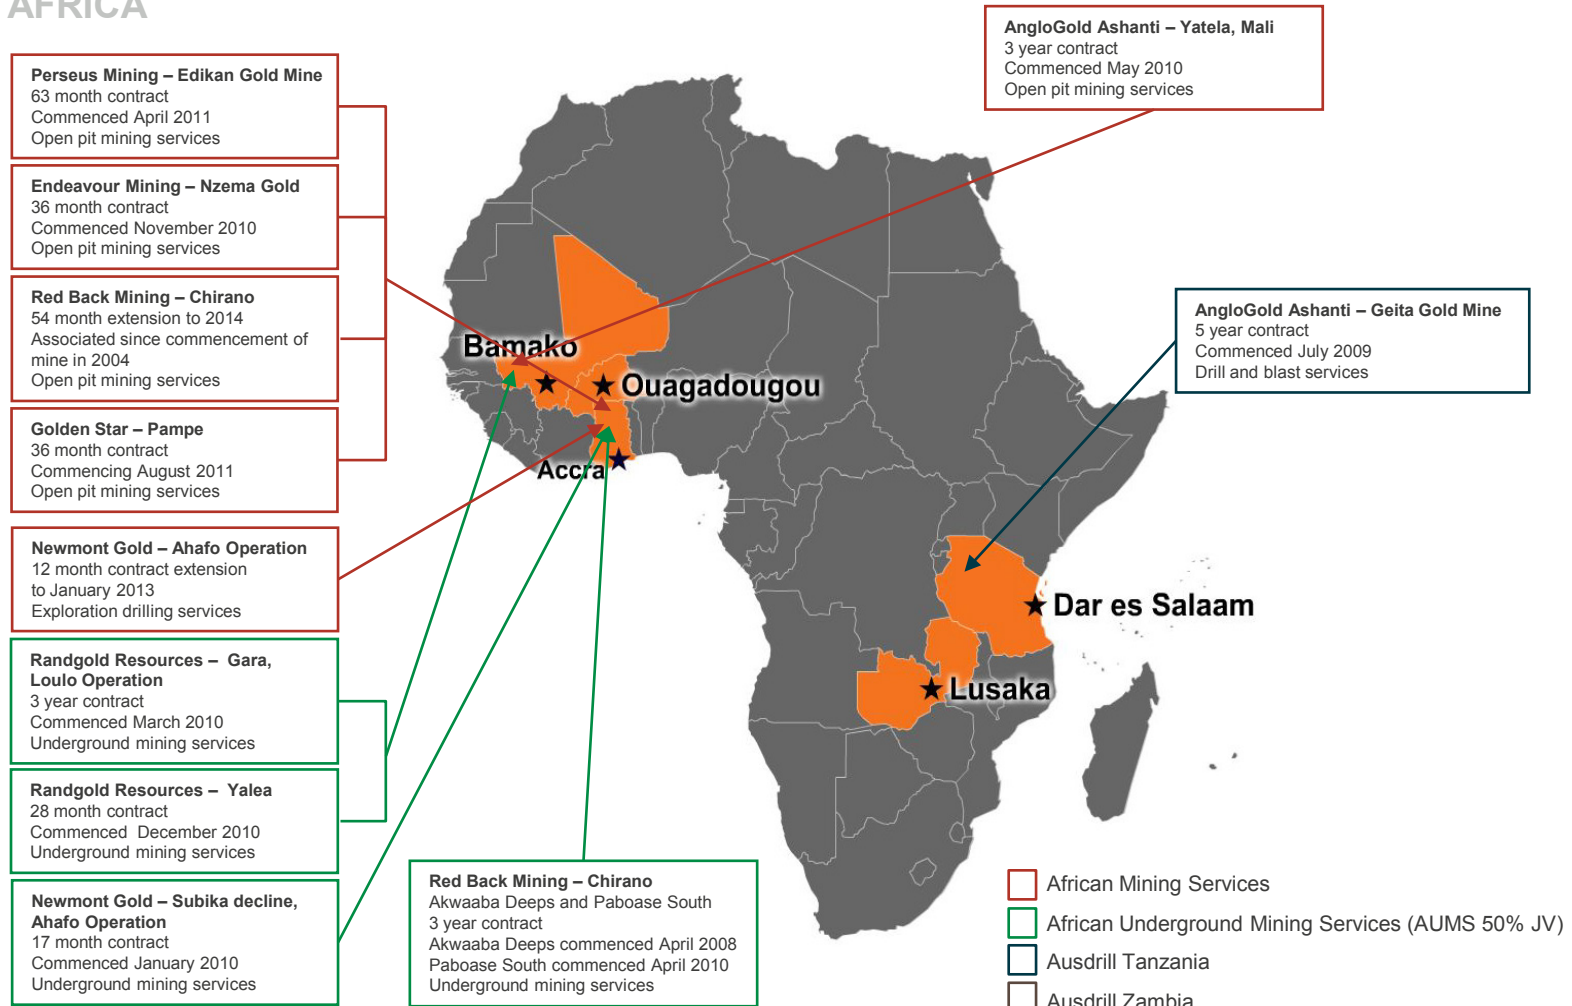 AFRICA
Perseus Mining – Edikan Gold Mine
63 month contract
Commenced April 2011
Open pit mining services
Endeavour Mining – Nzema Gold
36 month contract
Commenced November 2010
Open pit mining services
Red Back Mining – Chirano
54 month extension to 2014
Associated since commencement of
mine in 2004
Open pit mining services
Golden Star – Pampe
36 month contract
Commencing August 2011
Open pit mining services
Newmont Gold – Ahafo Operation
12 month contract extension
to January 2013
Exploration drilling services
Randgold Resources – Gara,
Loulo Operation
3 year contract
Commenced March 2010
Underground mining services
Randgold Resources – Yalea
28 month contract
Commenced December 2010
Underground mining services
Newmont Gold – Subika decline,
Ahafo Operation
17 month contract
Commenced January 2010
Underground mining services
Red Back Mining – Chirano
Akwaaba Deeps and Paboase South
3 year contract
Akwaaba Deeps commenced April 2008
Paboase South commenced April 2010
Underground mining services
AngloGold Ashanti – Yatela, Mali
3 year contract
Commenced May 2010
Open pit mining services
AngloGold Ashanti – Geita Gold Mine
5 year contract
Commenced July 2009
Drill and blast services
Bamako
Ouagadougou
Accra
Dar es Salaam
Lusaka
African Mining Services
African Underground Mining Services (AUMS 50% JV)
Ausdrill Tanzania
Ausdrill Zambia